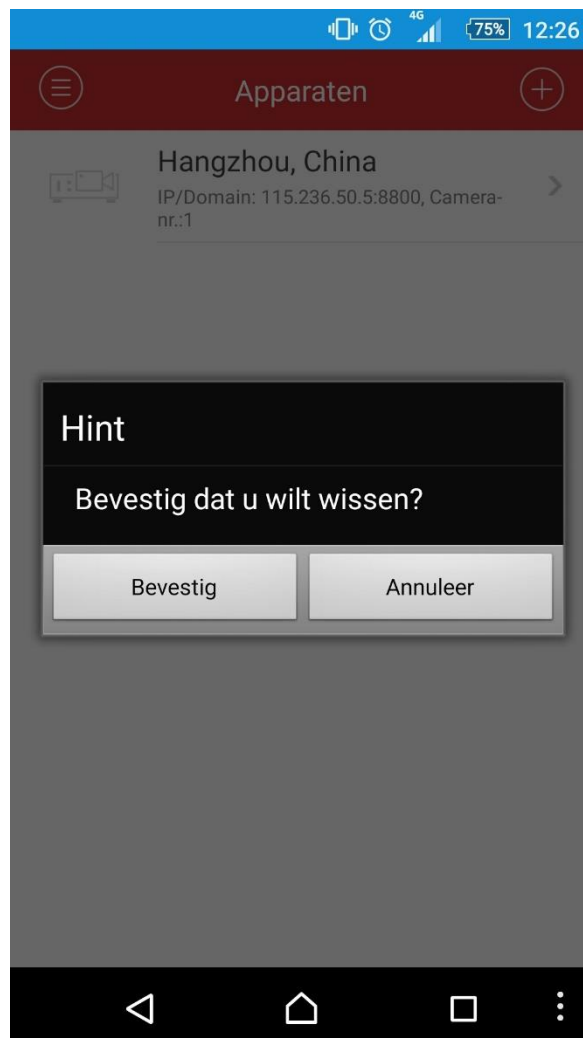 4G 75% 12:26
Apparaten
Hangzhou, China
IP/Domain: 115.236.50.5:8800, Camera-
nr.:1
Hint
Bevestig dat u wilt wissen?
Bevestig Annuleer